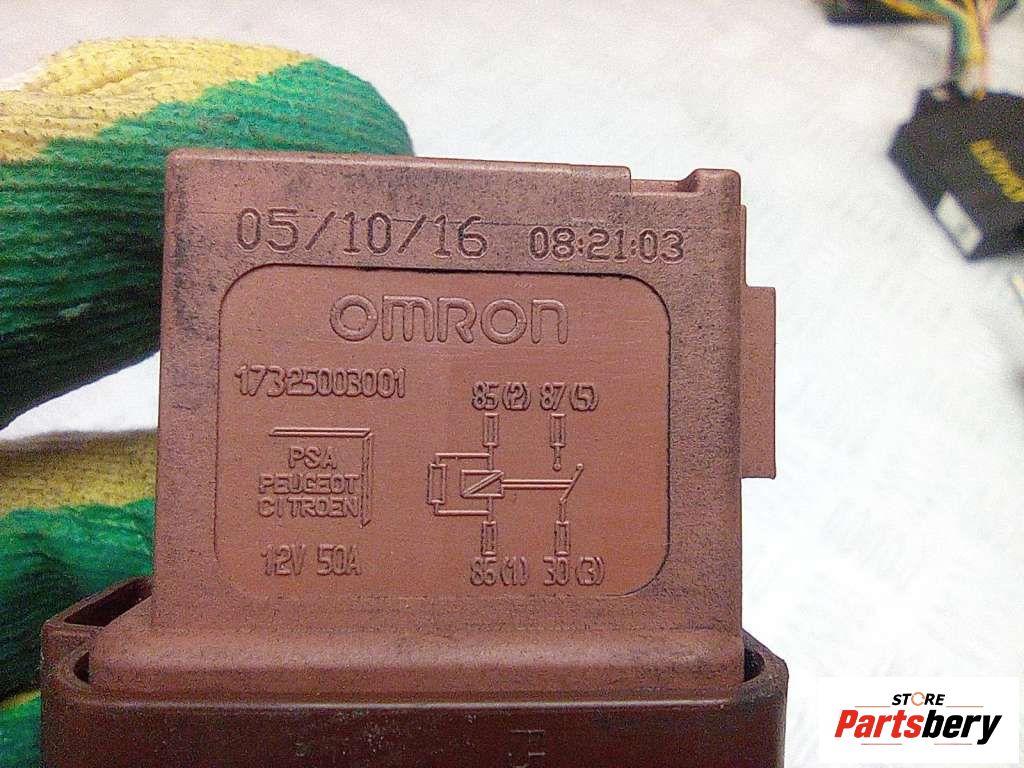 05/10/16 08:21:03
OMRON
17325003001
85(2) 87(5)
PSA
PEUGEOT
CITROEN
12V 50A
86(1) 30(3)
STORE
Partsbery